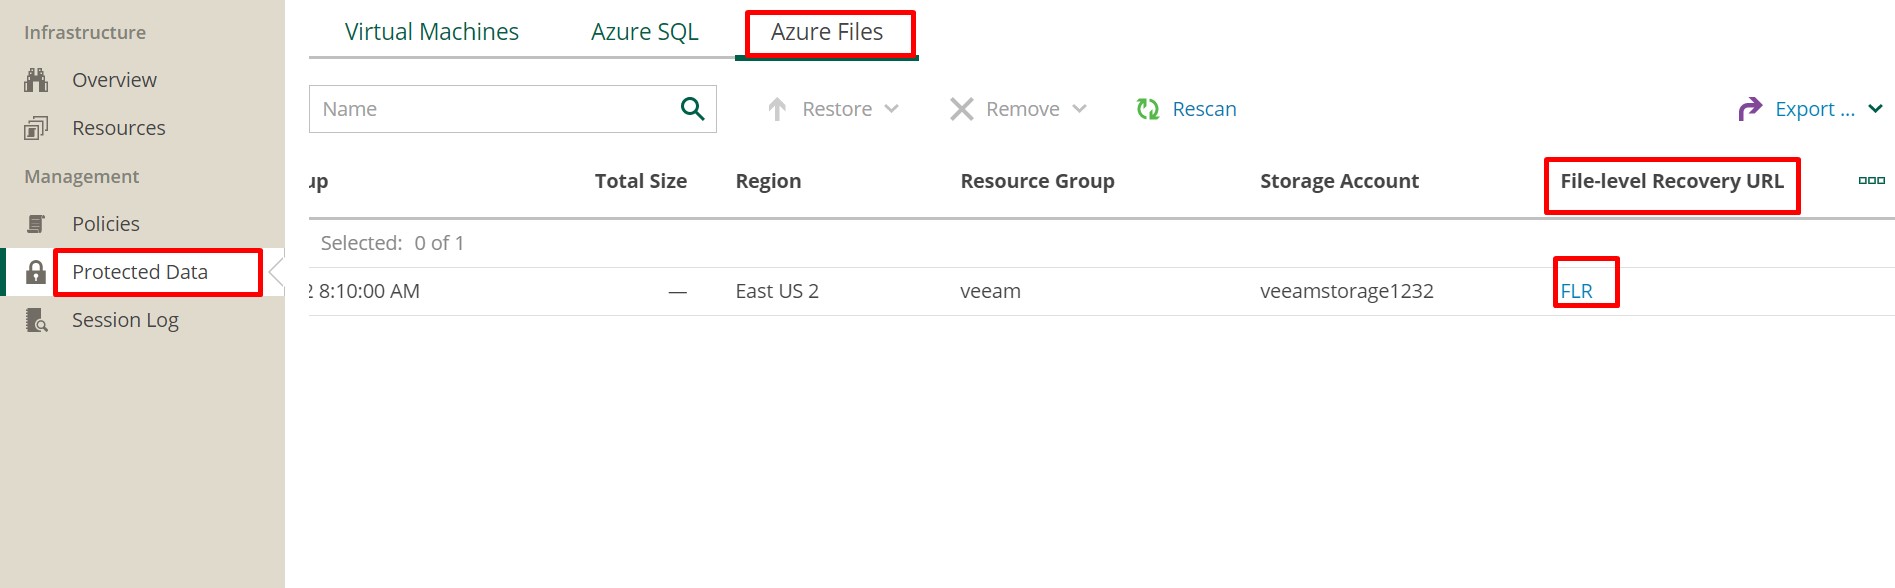 Infrastructure
Overview
Resources
Management
Policies
Protected Data
Session Log
Virtual Machines Azure SQL Azure Files
Name Restore Remove Rescan Export ...
up Total Size Region Resource Group Storage Account File-level Recovery URL
Selected: 0 of 1
2 8:10:00 AM — East US 2 veeam veeamstorage1232 FLR